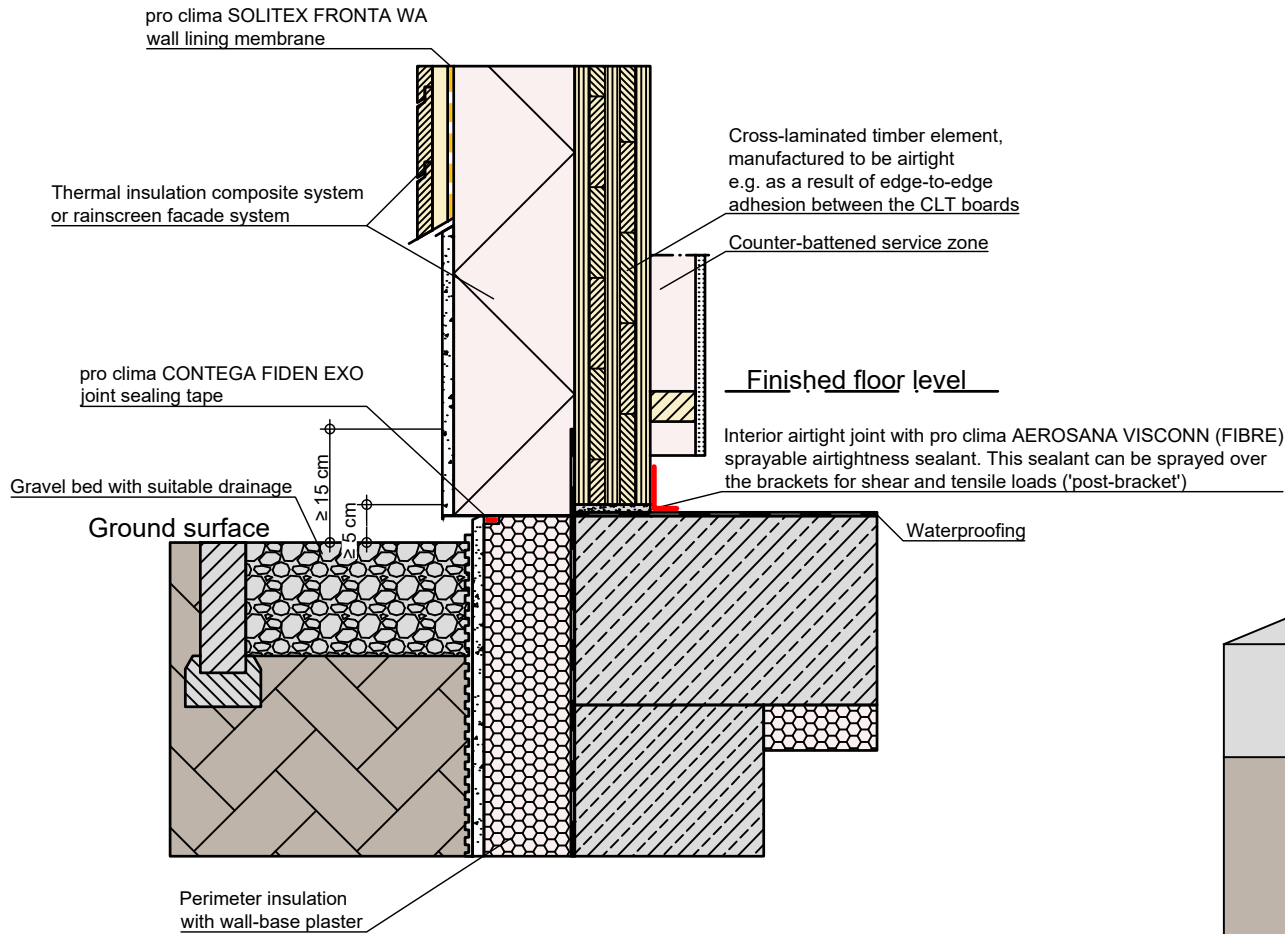 pro clima SOLITEX FRONTA WA
wall lining membrane
Cross-laminated timber element,
manufactured to be airtight
e.g. as a result of edge-to-edge
adhesion between the CLT boards
Thermal insulation composite system
or rainscreen facade system
Counter-battened service zone
pro clima CONTEGA FIDEN EXO
joint sealing tape
Finished floor level
Interior airtight joint with pro clima AEROSANA VISCONN (FIBRE)
sprayable airtightness sealant. This sealant can be sprayed over
the brackets for shear and tensile loads ('post-bracket')
≥ 15 cm
≥ 5 cm
Gravel bed with suitable drainage
Ground surface
Waterproofing
Perimeter insulation
with wall-base plaster